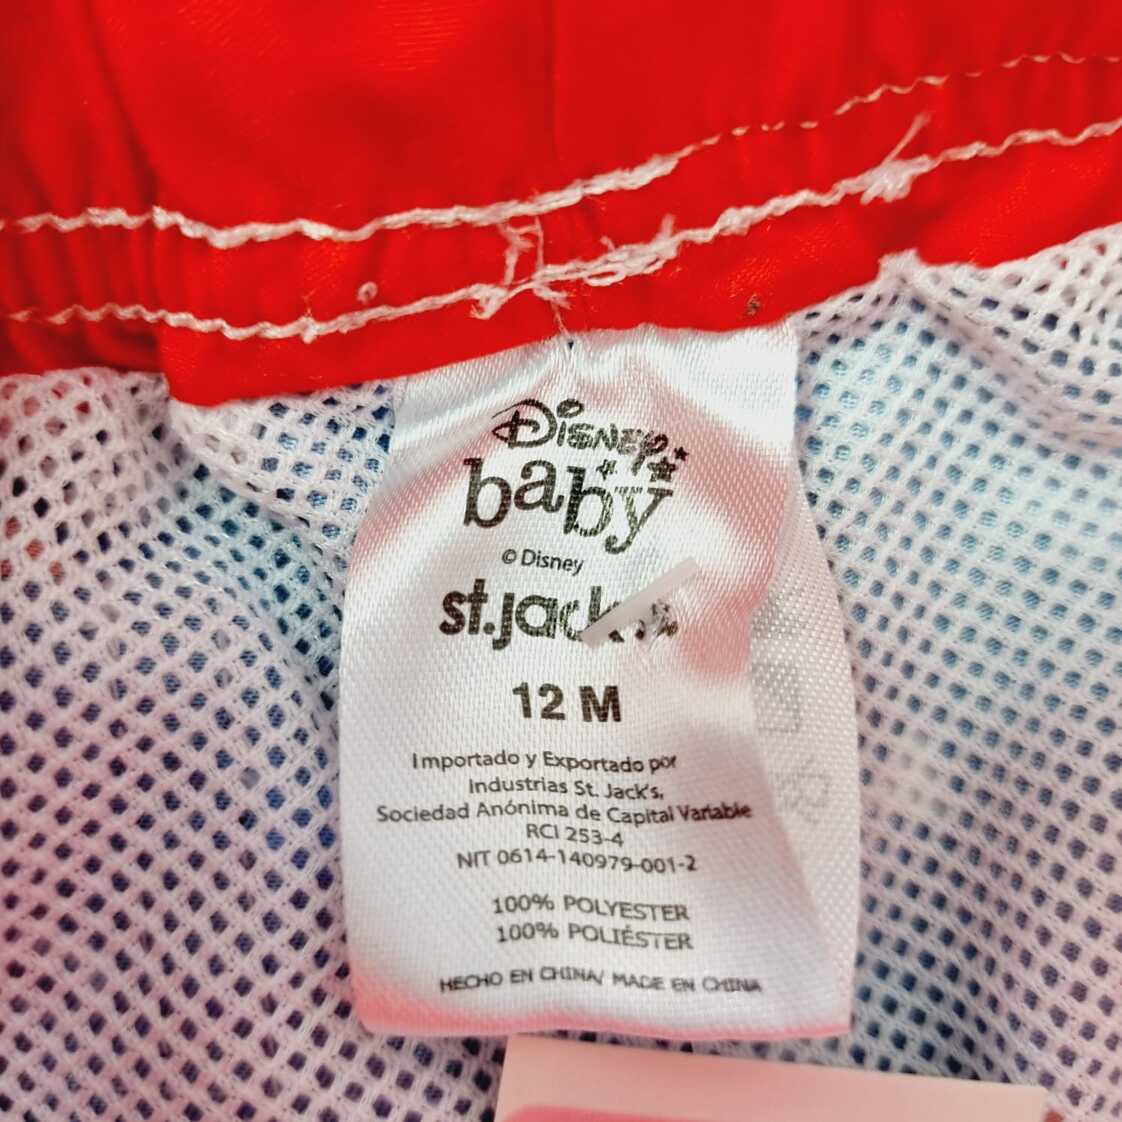 Disney
baby
© Disney
st.jack's
12 M
Importado y Exportado por
Industrias St. Jack's,
Sociedad Anónima de Capital Variable
RCI 253-4
NIT 0614-140979-001-2
100% POLYESTER
100% POLIÉSTER
HECHO EN CHINA/ MADE EN CHINA